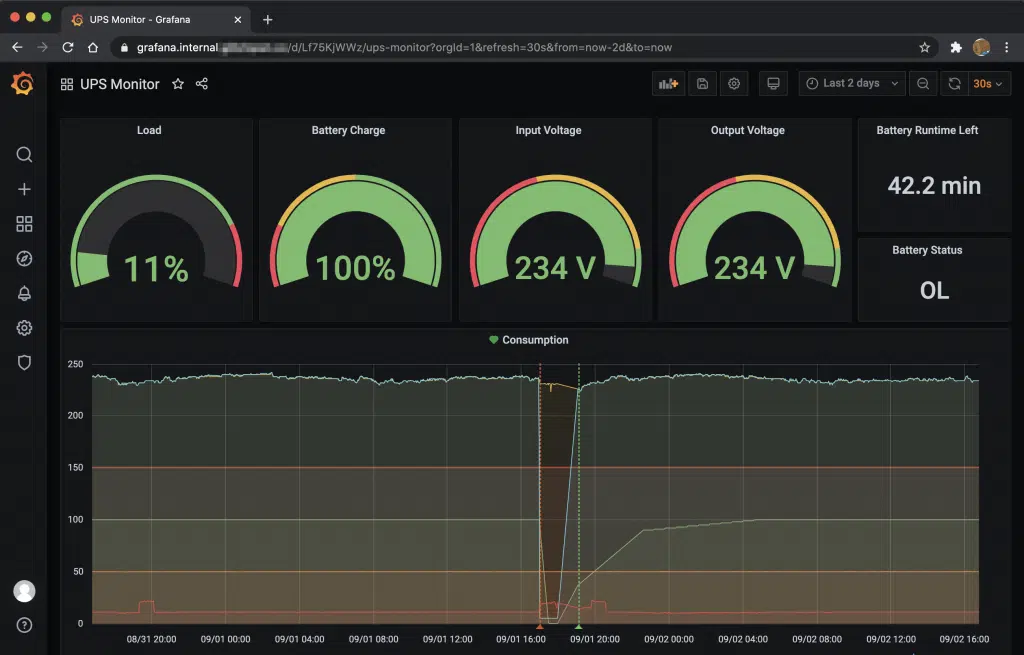 UPS Monitor - Grafana
grafana.internal /d/Lf75KjWWz/ups-monitor?orgId=1&refresh=30s&from=now-2d&to=now
UPS Monitor
Last 2 days
30s
Load
Battery Charge
Input Voltage
Output Voltage
Battery Runtime Left
11%
100%
234 V
234 V
42.2 min
Battery Status
OL
Consumption
250
200
150
100
50
0
08/31 20:00
09/01 00:00
09/01 04:00
09/01 08:00
09/01 12:00
09/01 16:00
09/01 20:00
09/02 00:00
09/02 04:00
09/02 08:00
09/02 12:00
09/02 16:00